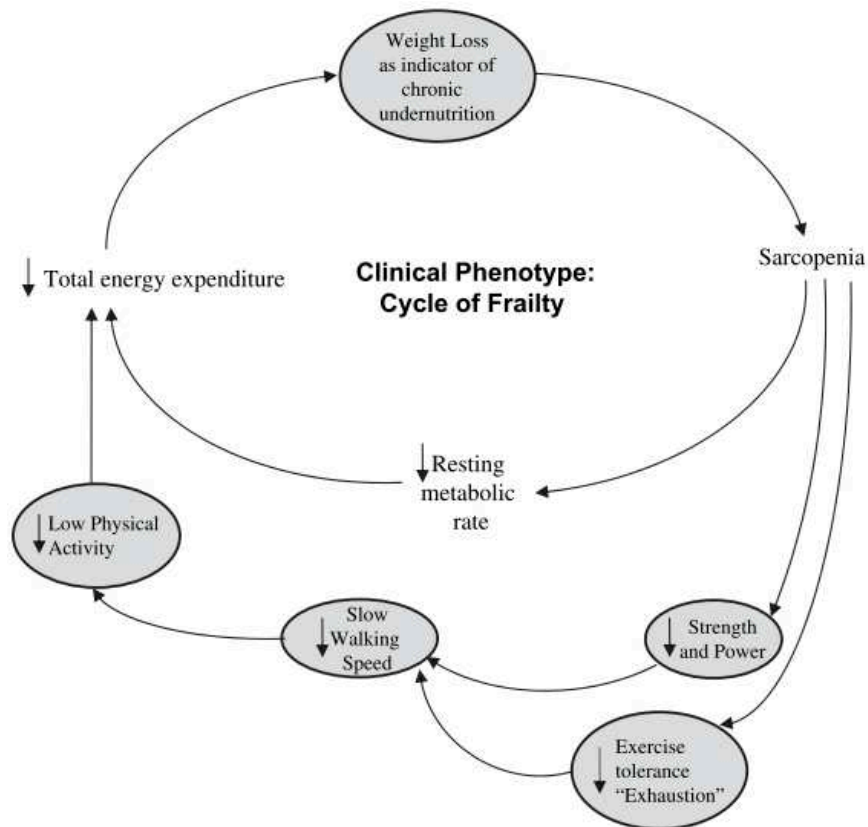 Weight Loss
as indicator of
chronic
undernutrition
↓ Total energy expenditure
Clinical Phenotype:
Cycle of Frailty
Sarcopenia
↓ Resting
metabolic
rate
↓ Low Physical
Activity
↓ Slow
Walking
Speed
↓ Strength
and Power
↓ Exercise
tolerance
“Exhaustion”